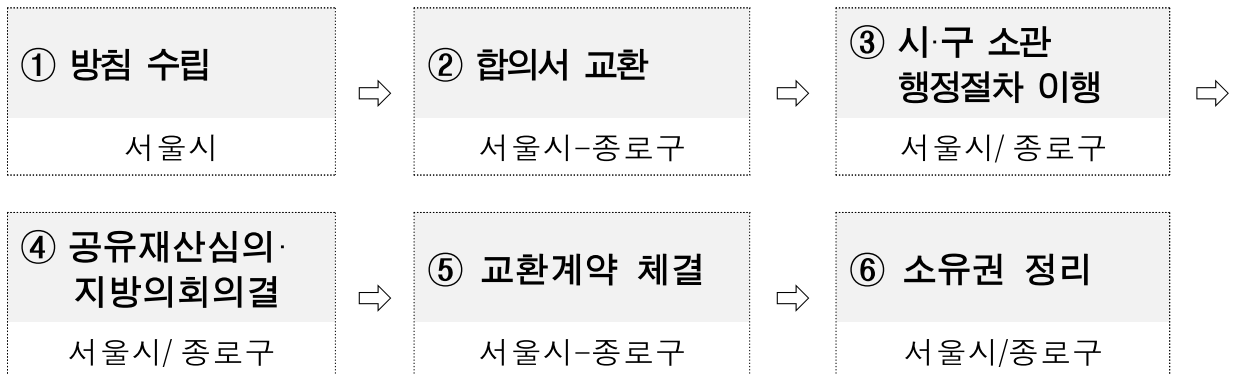 ① 방침 수립
서울시
⇨
② 합의서 교환
서울시-종로구
⇨
③ 시·구 소관
행정절차 이행
서울시/ 종로구
⇨
④ 공유재산심의·
지방의회의결
서울시/ 종로구
⇨
⑤ 교환계약 체결
서울시-종로구
⇨
⑥ 소유권 정리
서울시/종로구